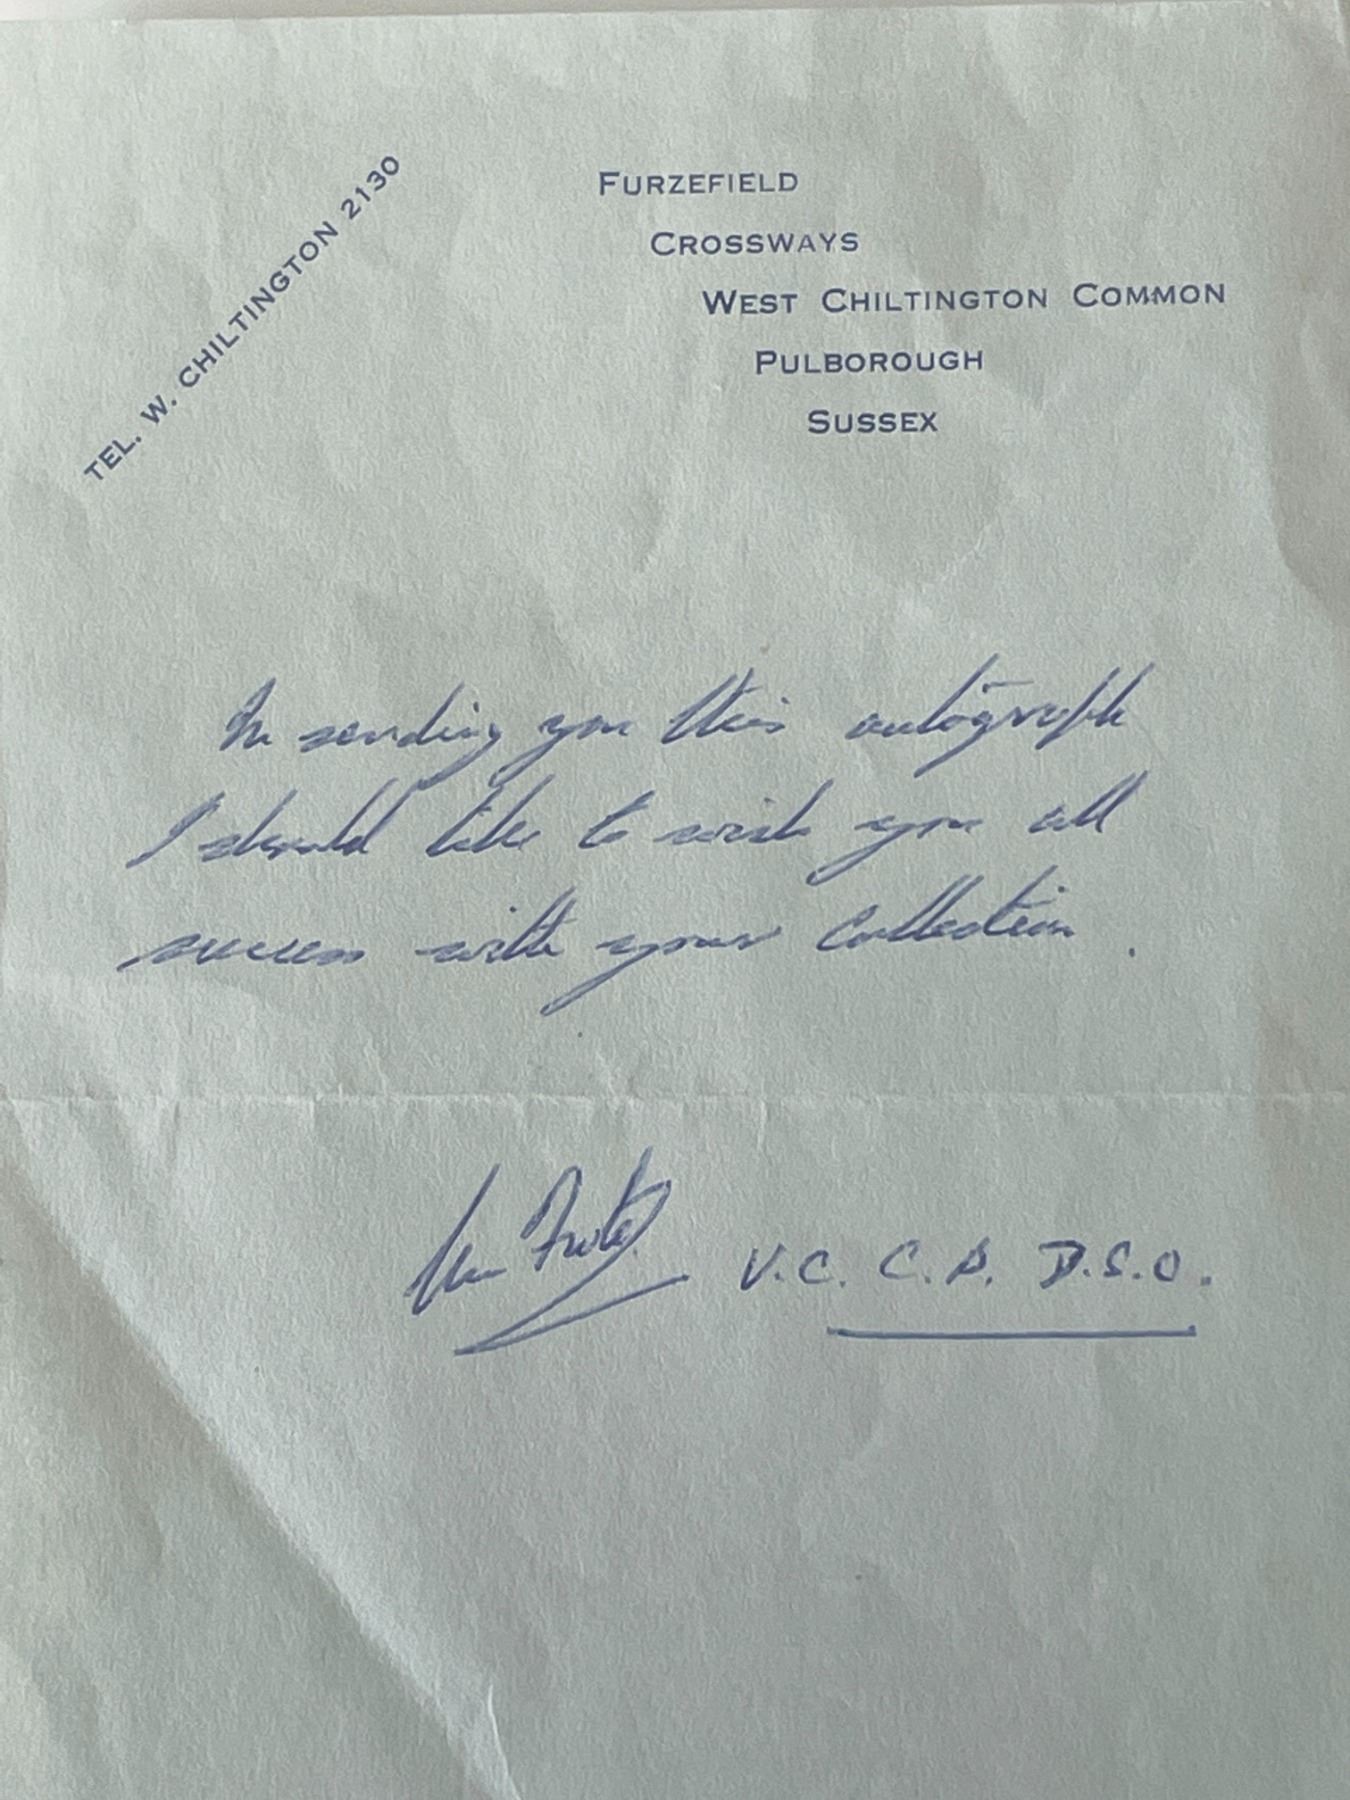 TEL. W. CHILTINGTON 2130
FURZEFIELD
CROSSWAYS
WEST CHILTINGTON COMMON
PULBOROUGH
SUSSEX
In sending you this autograph
I should like to wish you all
success with your Collection.
V.C. C.B. D.S.O.